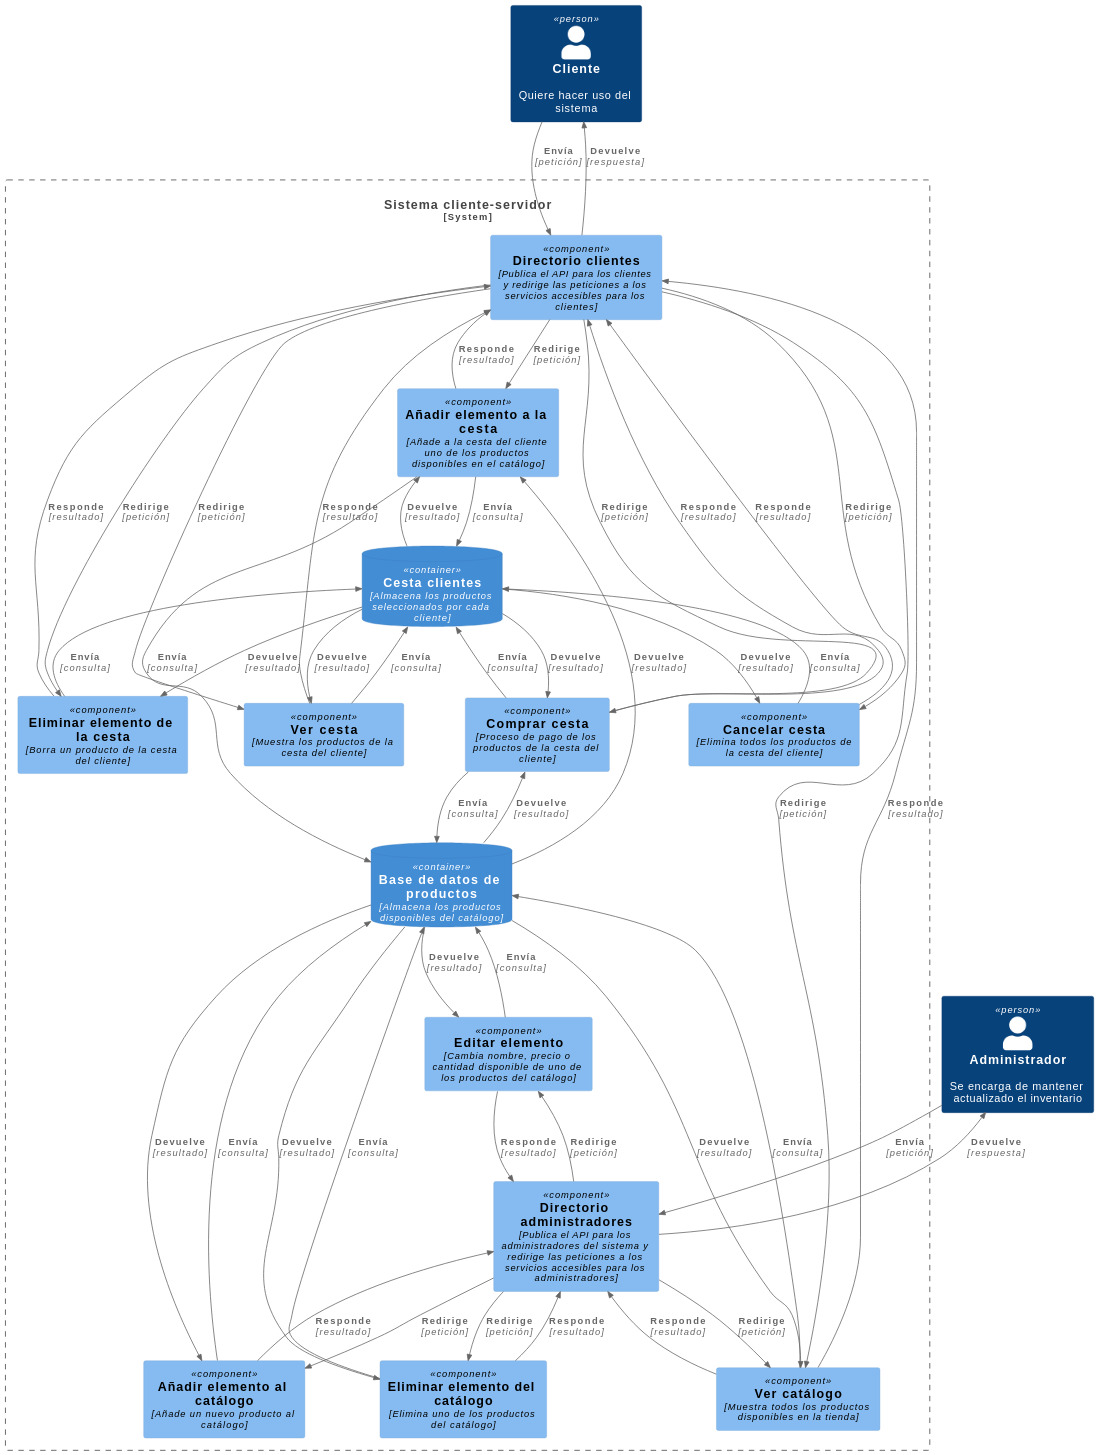 «person»
Cliente
Quiere hacer uso del
sistema
Envía
[petición]
Devuelve
[respuesta]
Sistema cliente-servidor
[System]
«component»
Directorio clientes
[Publica el API para los clientes
y redirige las peticiones a los
servicios accesibles para los
clientes]
Responde
[resultado]
Redirige
[petición]
«component»
Añadir elemento a la
cesta
[Añade a la cesta del cliente
uno de los productos
disponibles en el catálogo]
Responde
[resultado]
Redirige
[petición]
Redirige
[petición]
Responde
[resultado]
Devuelve
[resultado]
Envía
[consulta]
Redirige
[petición]
Responde
[resultado]
Responde
[resultado]
Redirige
[petición]
«container»
Cesta clientes
[Almacena los productos
seleccionados por cada
cliente]
Envía
[consulta]
Envía
[consulta]
Devuelve
[resultado]
Devuelve
[resultado]
Envía
[consulta]
Envía
[consulta]
Devuelve
[resultado]
Devuelve
[resultado]
Devuelve
[resultado]
Envía
[consulta]
«component»
Eliminar elemento de
la cesta
[Borra un producto de la cesta
del cliente]
«component»
Ver cesta
[Muestra los productos de la
cesta del cliente]
«component»
Comprar cesta
[Proceso de pago de los
productos de la cesta del
cliente]
«component»
Cancelar cesta
[Elimina todos los productos de
la cesta del cliente]
Envía
[consulta]
Devuelve
[resultado]
Redirige
[petición]
Responde
[resultado]
«container»
Base de datos de
productos
[Almacena los productos
disponibles del catálogo]
Devuelve
[resultado]
Envía
[consulta]
«component»
Editar elemento
[Cambia nombre, precio o
cantidad disponible de uno de
los productos del catálogo]
«person»
Administrador
Se encarga de mantener
actualizado el inventario
Devuelve
[resultado]
Envía
[consulta]
Devuelve
[resultado]
Envía
[consulta]
Responde
[resultado]
Redirige
[petición]
Devuelve
[resultado]
Envía
[consulta]
Envía
[petición]
Devuelve
[respuesta]
«component»
Directorio
administradores
[Publica el API para los
administradores del sistema y
redirige las peticiones a los
servicios accesibles para los
administradores]
Responde
[resultado]
Redirige
[petición]
Redirige
[petición]
Responde
[resultado]
Responde
[resultado]
Redirige
[petición]
«component»
Añadir elemento al
catálogo
[Añade un nuevo producto al
catálogo]
«component»
Eliminar elemento del
catálogo
[Elimina uno de los productos
del catálogo]
«component»
Ver catálogo
[Muestra todos los productos
disponibles en la tienda]